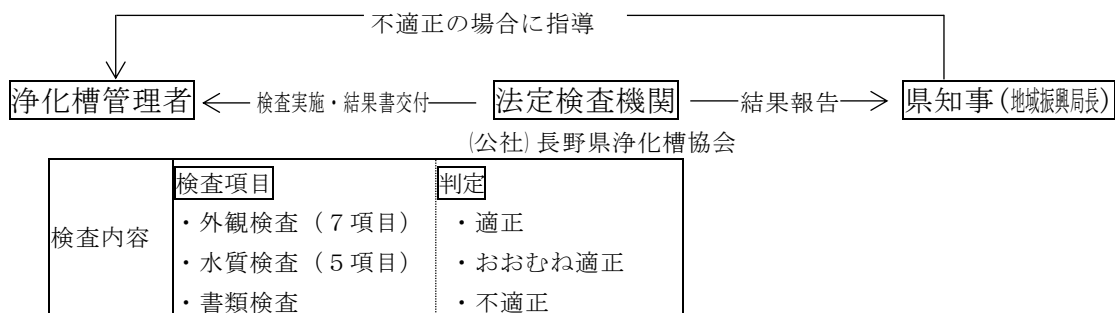 不適正の場合に指導
浄化槽管理者 検査実施・結果書交付 法定検査機関 結果報告 県知事(地域振興局長)
(公社)長野県浄化槽協会
検査項目 判定
・外観検査(7項目) ・適正
検査内容
・水質検査(5項目) ・おおむね適正
・書類検査 ・不適正